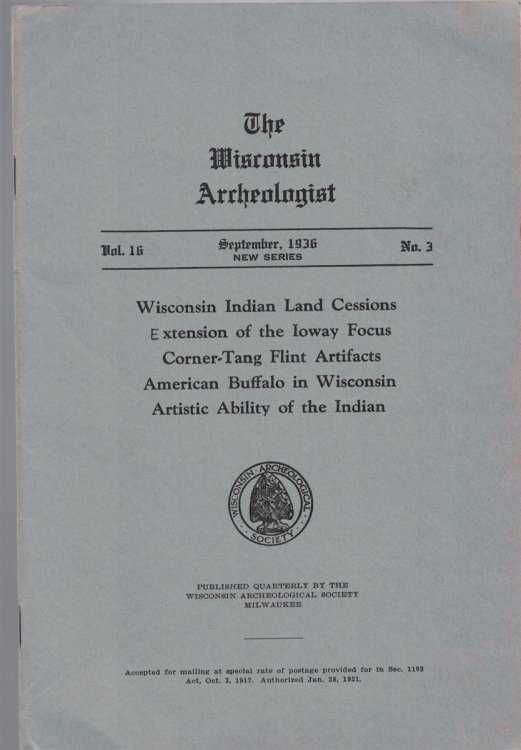 The
Wisconsin
Archeologist
Vol. 16
September, 1936
NEW SERIES
No. 3
Wisconsin Indian Land Cessions
Extension of the Ioway Focus
Corner-Tang Flint Artifacts
American Buffalo in Wisconsin
Artistic Ability of the Indian
WISCONSIN · ARCHEOLOGICAL
· SOCIETY ·
PUBLISHED QUARTERLY BY THE
WISCONSIN ARCHEOLOGICAL SOCIETY
MILWAUKEE
Accepted for mailing at special rate of postage provided for in Sec. 1103
Act, Oct. 3, 1917. Authorized Jan. 28, 1921.